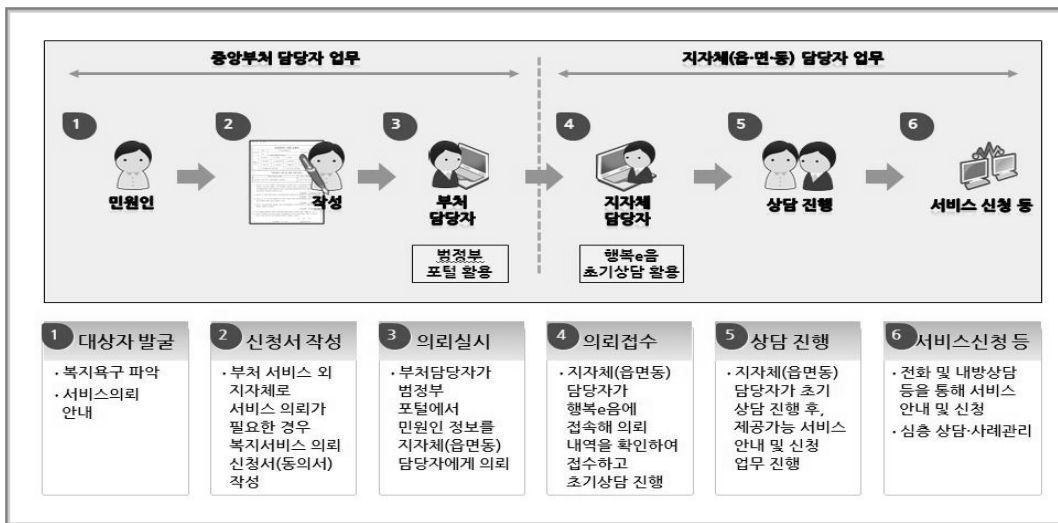 중앙부처 담당자 업무
지자체(읍·면·동) 담당자 업무
1
민원인
2
작성
3
부처
담당자
범정부
포털 활용
4
지자체
담당자
행복e음
초기상담 활용
5
상담 진행
6
서비스 신청 등
1 대상자 발굴
· 복지욕구 파악
· 서비스의뢰
안내
2 신청서 작성
· 부처 서비스 외
지자체로
서비스 의뢰가
필요한 경우
복지서비스 의뢰
신청서(동의서)
작성
3 의뢰실시
· 부처담당자가
범정부
포털에서
민원인 정보를
지자체(읍면동)
담당자에게 의뢰
4 의뢰접수
· 지자체(읍면동)
담당자가
행복e음에
접속해 의뢰
내역을 확인하여
접수하고
초기상담 진행
5 상담 진행
· 지자체(읍면동)
담당자가 초기
상담 진행 후,
제공가능 서비스
안내 및 신청
업무 진행
6 서비스신청 등
· 전화 및 내방상담
등을 통해 서비스
안내 및 신청
· 심층 상담·사례관리